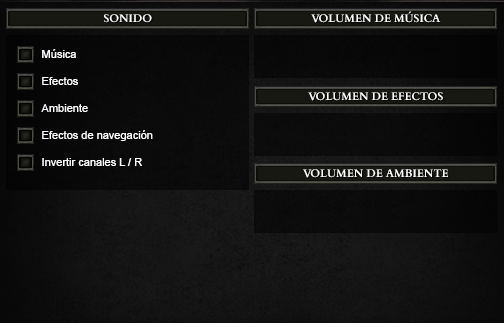 SONIDO
Música
Efectos
Ambiente
Efectos de navegación
Invertir canales L / R
VOLUMEN DE MÚSICA
VOLUMEN DE EFECTOS
VOLUMEN DE AMBIENTE